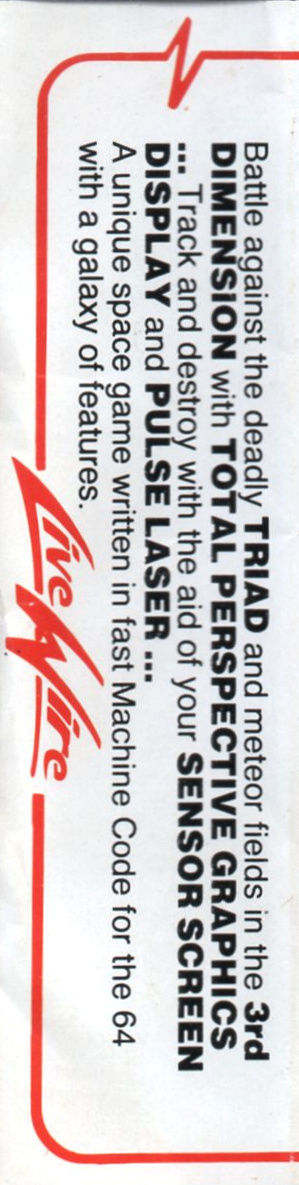 Battle against the deadly TRIAD and meteor fields in the 3rd
DIMENSION with TOTAL PERSPECTIVE GRAPHICS
... Track and destroy with the aid of your SENSOR SCREEN
DISPLAY and PULSE LASER ...
A unique space game written in fast Machine Code for the 64
with a galaxy of features.
Live Wire